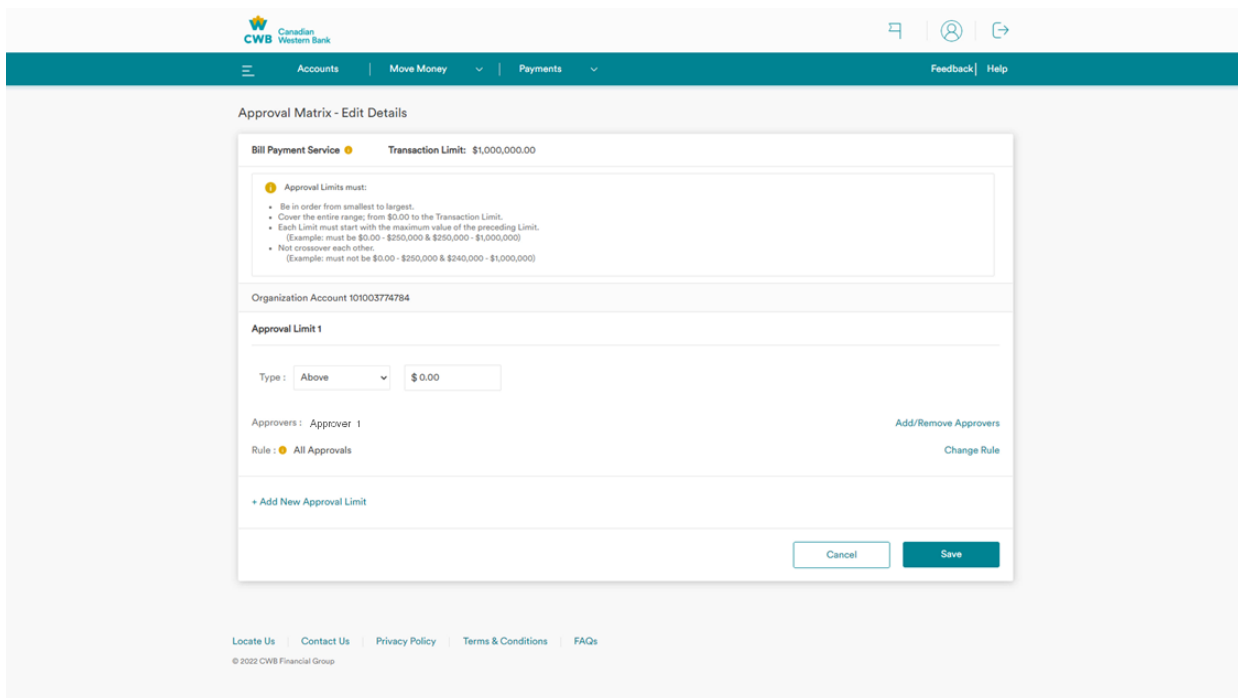 CWB Canadian Western Bank
Accounts | Move Money | Payments Feedback| Help
Approval Matrix - Edit Details
Bill Payment Service Transaction Limit: $1,000,000.00
Approval Limits must:
• Be in order from smallest to largest.
• Cover the entire range; from $0.00 to the Transaction Limit.
• Each Limit must start with the maximum value of the preceding Limit.
(Example: must be $0.00 - $250,000 & $250,000 - $1,000,000)
• Not crossover each other.
(Example: must not be $0.00 - $250,000 & $240,000 - $1,000,000)
Organization Account 101003774784
Approval Limit 1
Type : Above $ 0.00
Approvers : Approver 1 Add/Remove Approvers
Rule : All Approvals Change Rule
+ Add New Approval Limit
Cancel Save
Locate Us Contact Us Privacy Policy Terms & Conditions FAQs
© 2022 CWB Financial Group